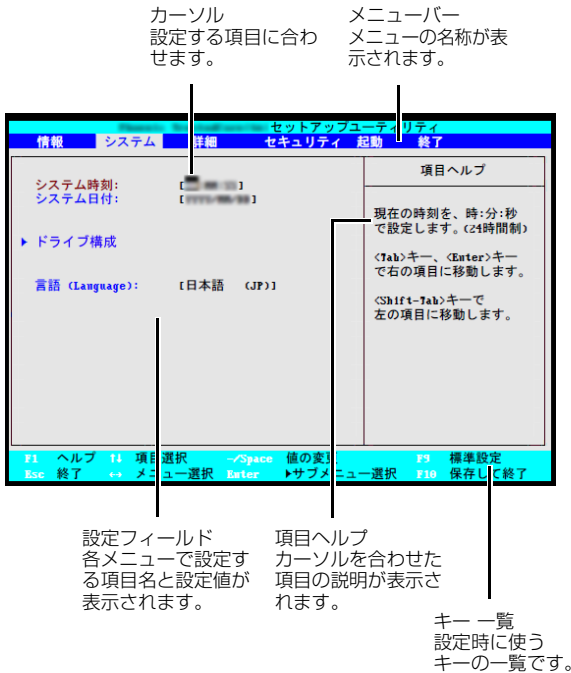 カーソル
設定する項目に合わ
せます。
メニューバー
メニューの名称が表
示されます。
セットアップユーティリティ
情報 システム 詳細 セキュリティ 起動 終了
システム時刻:
システム日付:
ドライブ構成
言語 (Language): [日本語 (JP)]
項目ヘルプ
現在の時刻を、時:分:秒
で設定します。(24時間制)
<Tab>キー、<Enter>キー
で右の項目に移動します。
<Shift-Tab>キーで
左の項目に移動します。
F1 ヘルプ ↑↓ 項目選択 -/Space 値の変更 F9 標準設定
Esc 終了 ↔ メニュー選択 Enter ▶サブメニュー選択 F10 保存して終了
設定フィールド
各メニューで設定す
る項目名と設定値が
表示されます。
項目ヘルプ
カーソルを合わせた
項目の説明が表示さ
れます。
キー 一覧
設定時に使う
キーの一覧です。